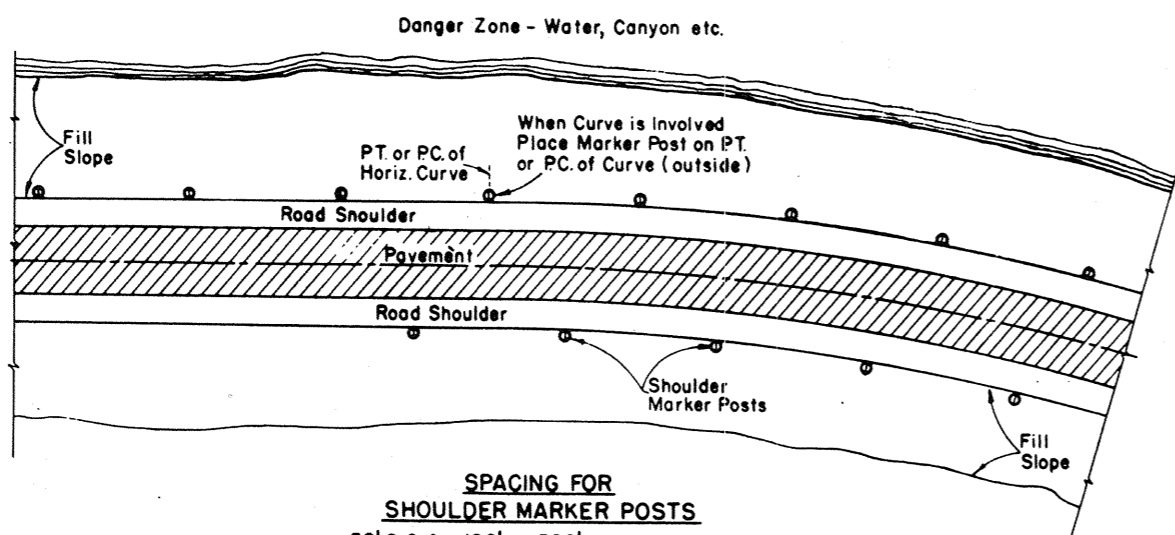 Danger Zone - Water, Canyon etc.
Fill
Slope
P.T. or P.C. of
Horiz. Curve
When Curve is Involved
Place Marker Post on P.T.
or P.C. of Curve (outside)
Road Shoulder
Pavement
Road Shoulder
Shoulder
Marker Posts
Fill
Slope
SPACING FOR
SHOULDER MARKER POSTS